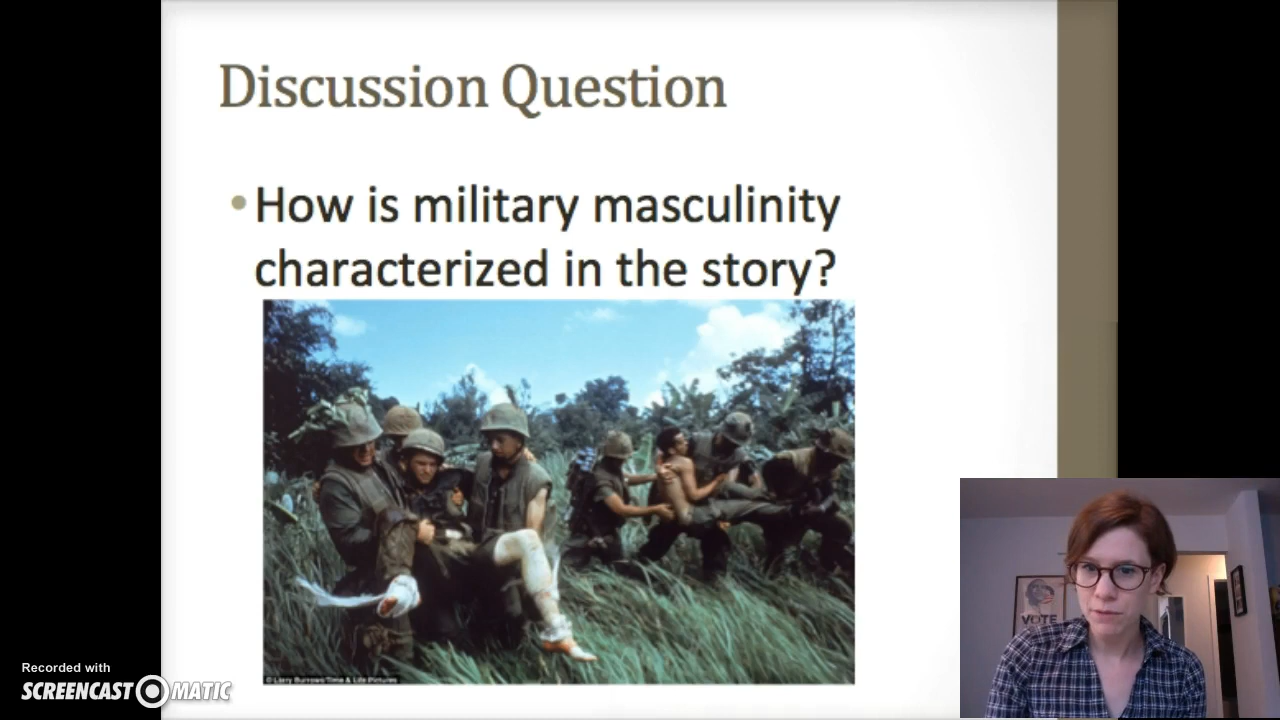 Discussion Question
• How is military masculinity
characterized in the story?
© Larry Burrows/Time & Life Pictures
VOTE
Recorded with
SCREENCAST-O-MATIC